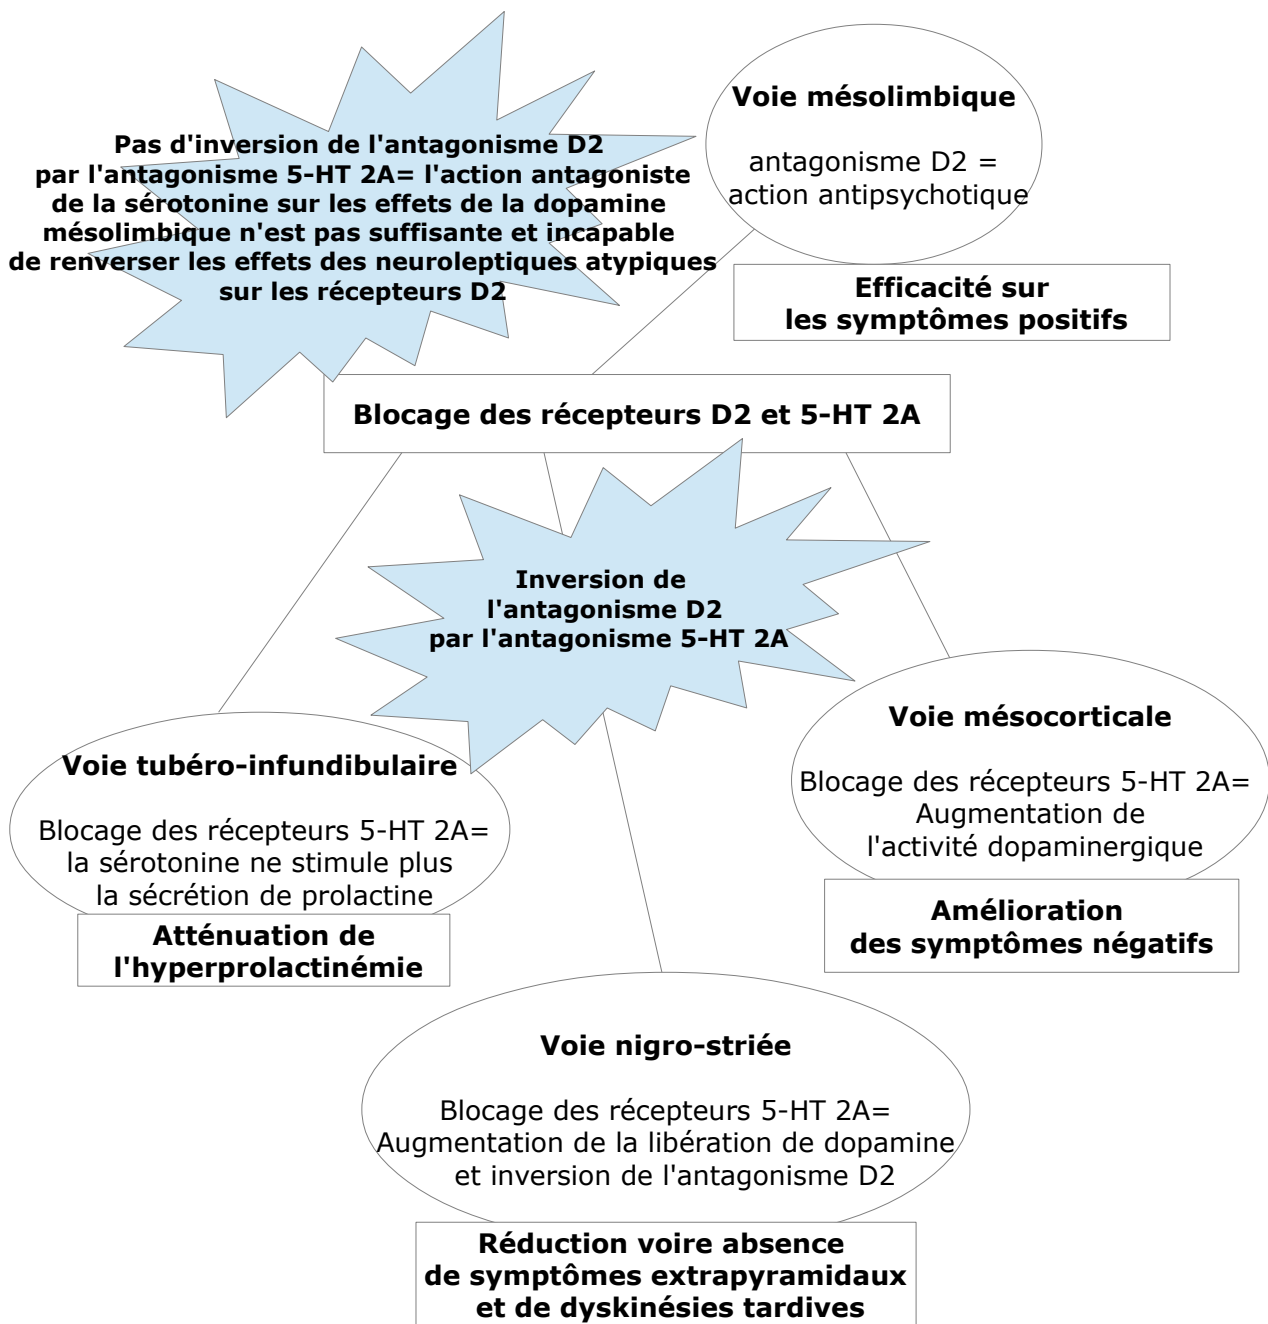 Pas d'inversion de l'antagonisme D2
par l'antagonisme 5-HT 2A= l'action antagoniste
de la sérotonine sur les effets de la dopamine
mésolimbique n'est pas suffisante et incapable
de renverser les effets des neuroleptiques atypiques
sur les récepteurs D2
Voie mésolimbique
antagonisme D2 =
action antipsychotique
Efficacité sur
les symptômes positifs
Blocage des récepteurs D2 et 5-HT 2A
Inversion de
l'antagonisme D2
par l'antagonisme 5-HT 2A
Voie tubéro-infundibulaire
Blocage des récepteurs 5-HT 2A=
la sérotonine ne stimule plus
la sécrétion de prolactine
Atténuation de
l'hyperprolactinémie
Voie mésocorticale
Blocage des récepteurs 5-HT 2A=
Augmentation de
l'activité dopaminergique
Amélioration
des symptômes négatifs
Voie nigro-striée
Blocage des récepteurs 5-HT 2A=
Augmentation de la libération de dopamine
et inversion de l'antagonisme D2
Réduction voire absence
de symptômes extrapyramidaux
et de dyskinésies tardives